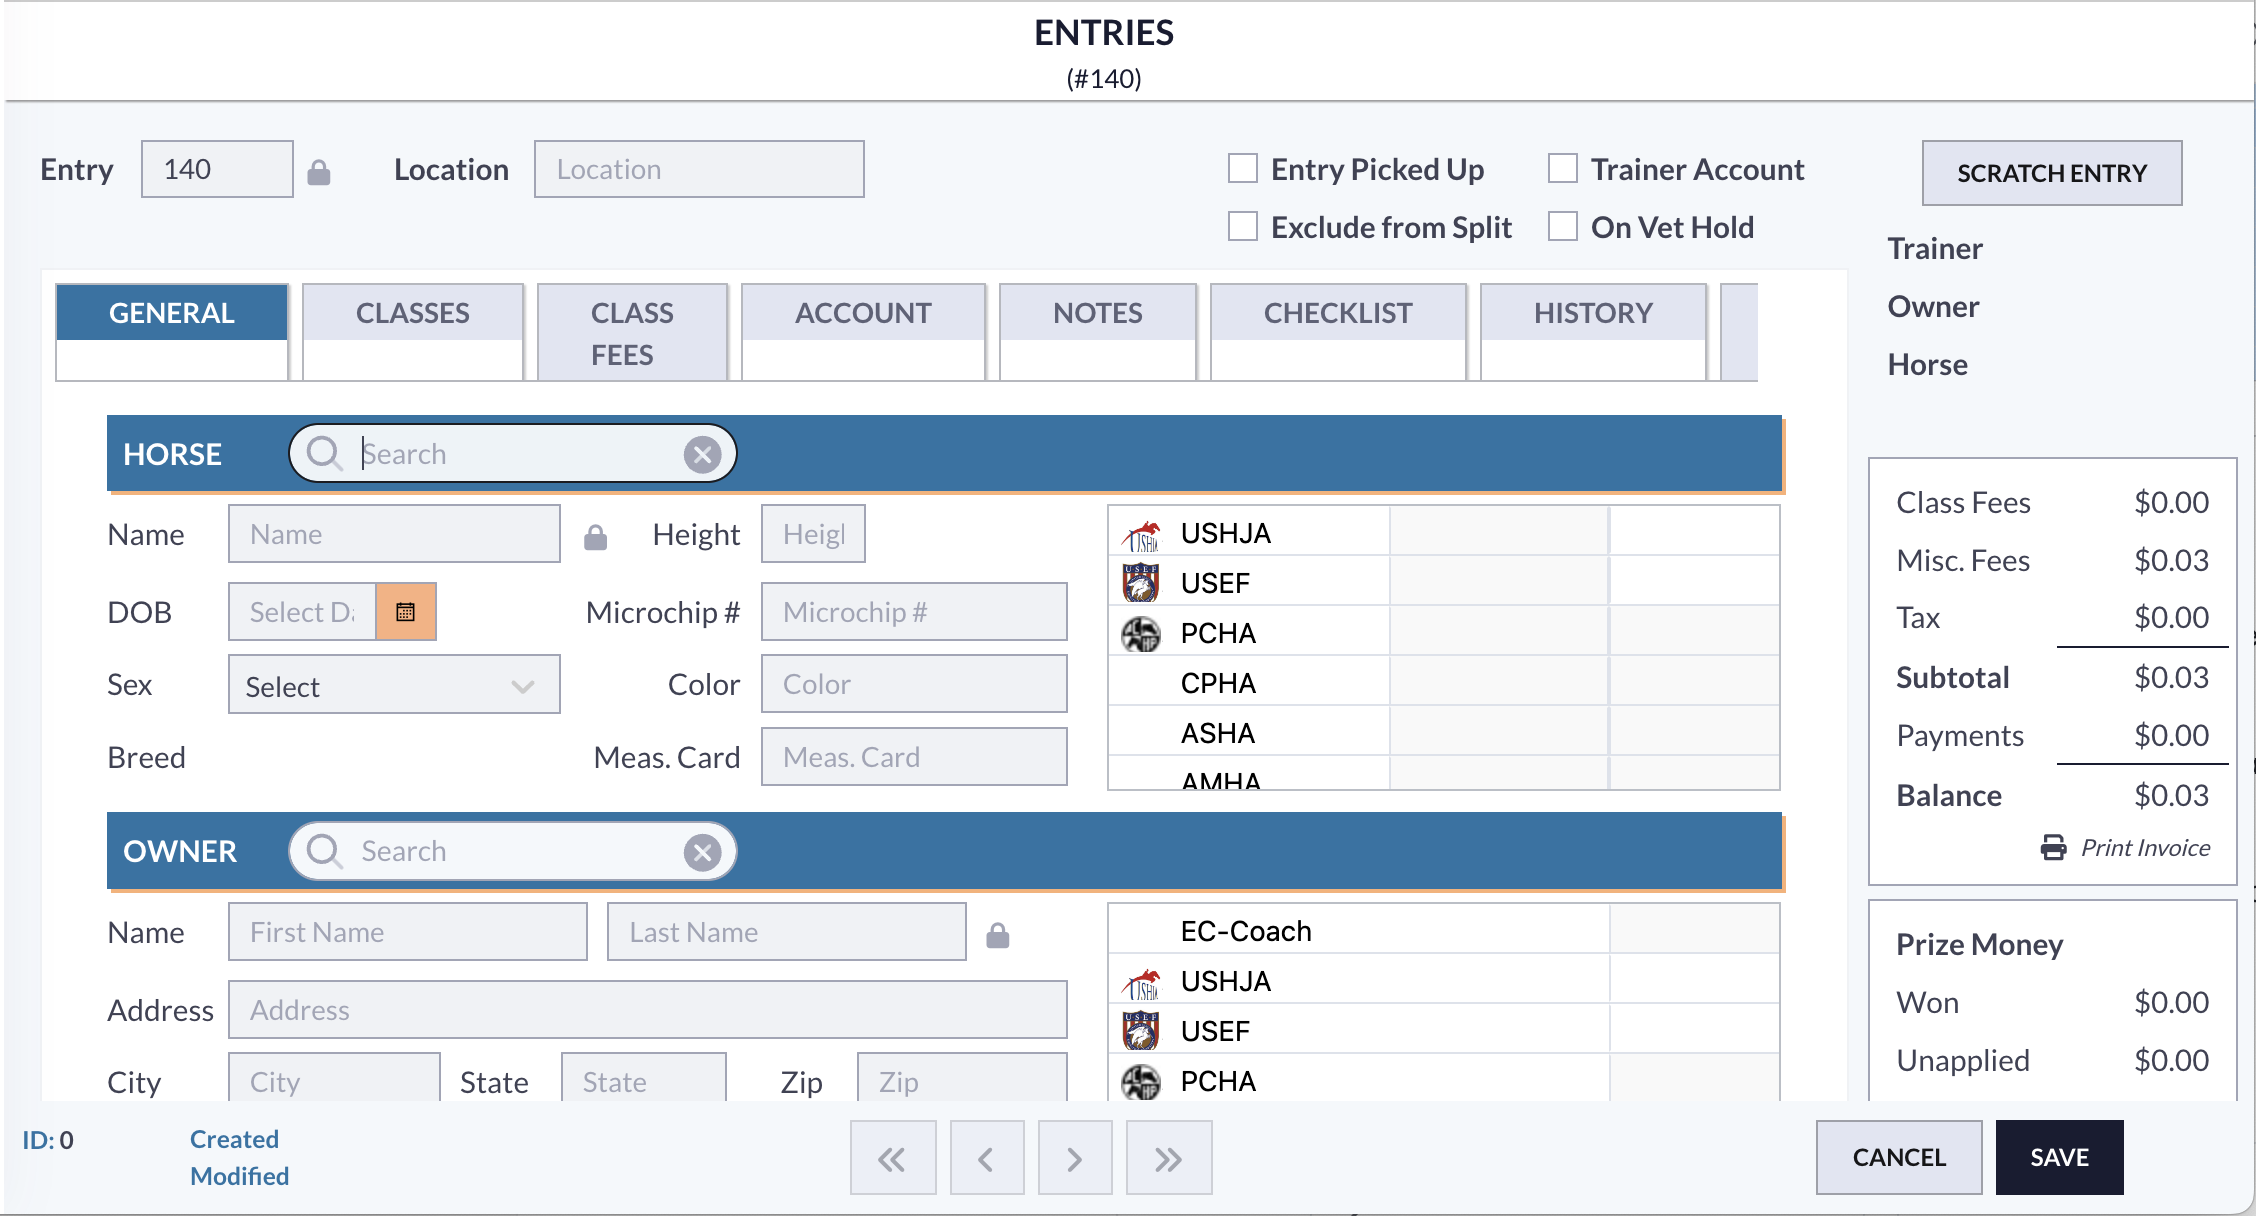 ENTRIES
(#140)
Entry 140 Location Location
Entry Picked Up Trainer Account
Exclude from Split On Vet Hold
SCRATCH ENTRY
Trainer
Owner
Horse
GENERAL CLASSES CLASS FEES ACCOUNT NOTES CHECKLIST HISTORY
HORSE Search
Name Name Height Heigl
DOB Select Da Microchip # Microchip #
Sex Select Color Color
Breed Meas. Card Meas. Card
USHJA
USEF
PCHA
CPHA
ASHA
AMHA
OWNER Search
Name First Name Last Name
Address Address
City City State State Zip Zip
EC-Coach
USHJA
USEF
PCHA
Class Fees $0.00
Misc. Fees $0.03
Tax $0.00
Subtotal $0.03
Payments $0.00
Balance $0.03
Print Invoice
Prize Money
Won $0.00
Unapplied $0.00
ID: 0 Created
Modified
CANCEL SAVE